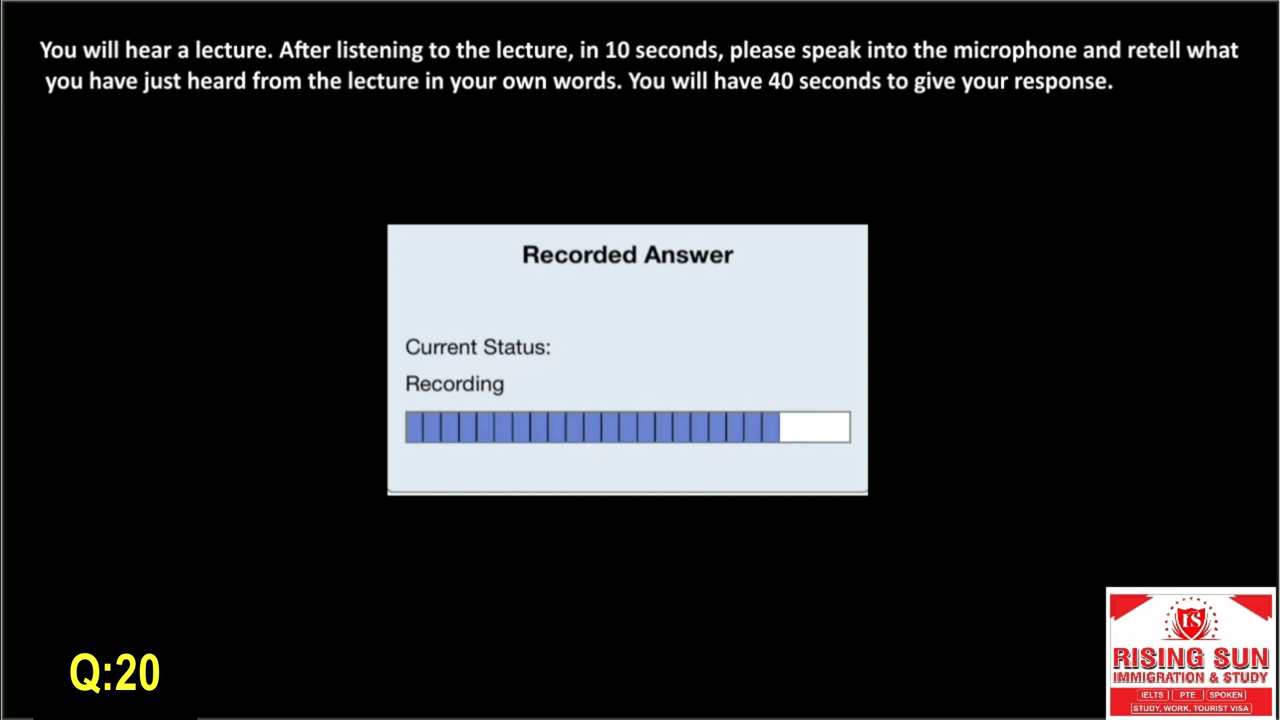 You will hear a lecture. After listening to the lecture, in 10 seconds, please speak into the microphone and retell what
you have just heard from the lecture in your own words. You will have 40 seconds to give your response.
Recorded Answer
Current Status:
Recording
Q:20
RS
RISING SUN
IMMIGRATION & STUDY
IELTS PTE SPOKEN
STUDY, WORK, TOURIST VISA